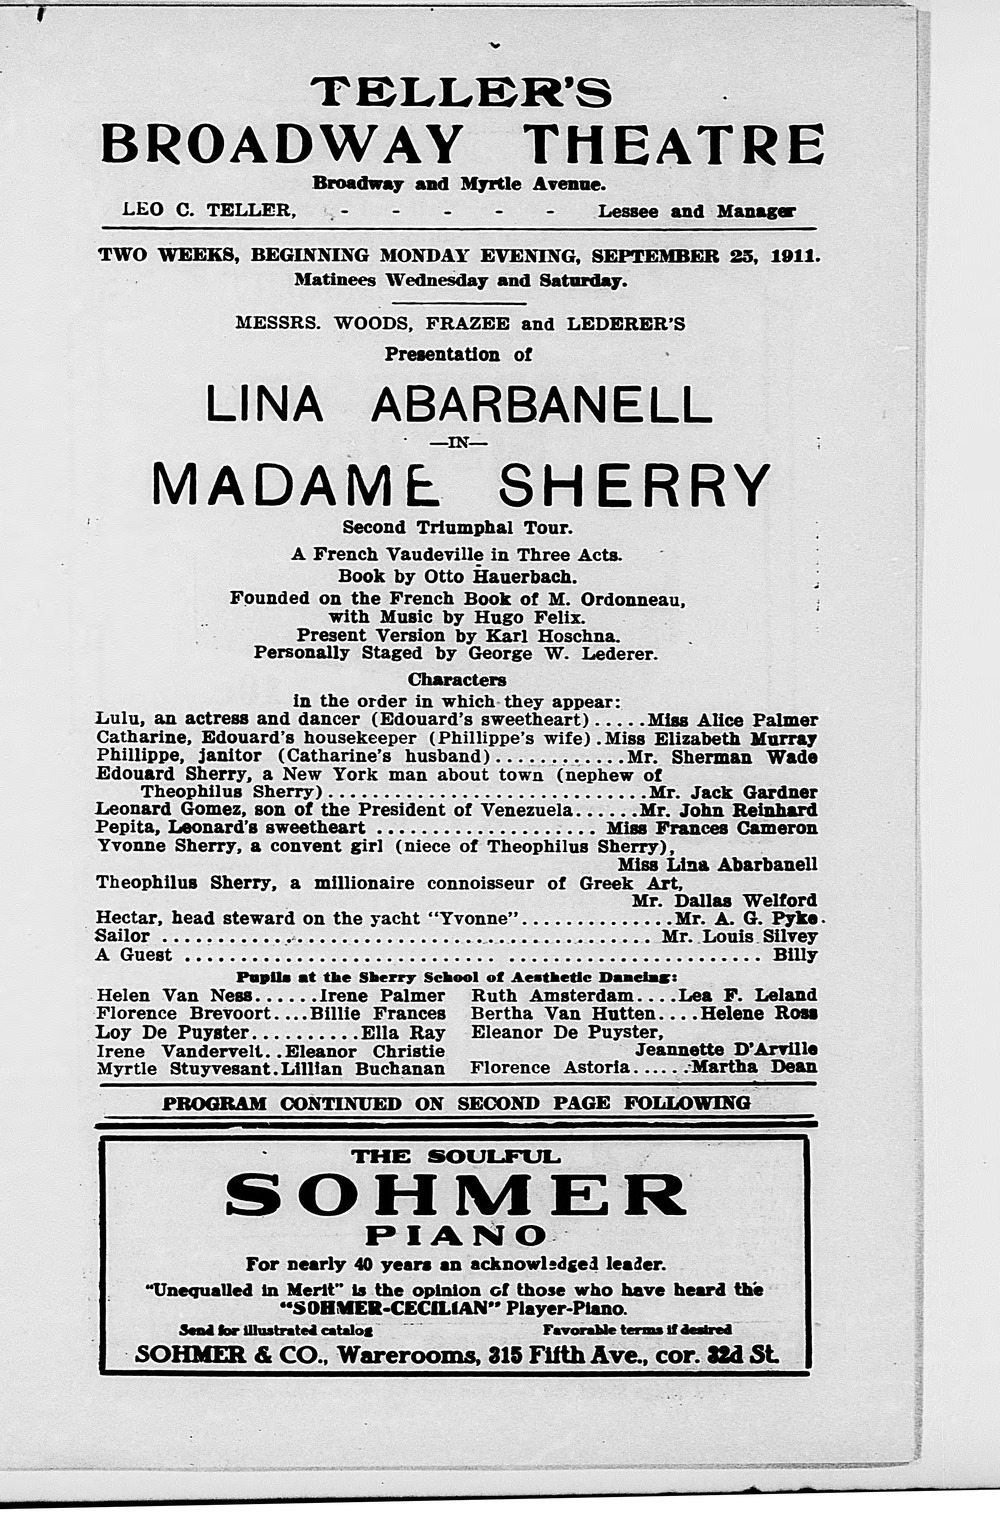 TELLER'S
BROADWAY THEATRE
Broadway and Myrtle Avenue.
LEO C. TELLER, - - - - - Lessee and Manager
TWO WEEKS, BEGINNING MONDAY EVENING, SEPTEMBER 25, 1911.
Matinees Wednesday and Saturday.
MESSRS. WOODS, FRAZEE and LEDERER'S
Presentation of
LINA ABARBANELL
—IN—
MADAME SHERRY
Second Triumphal Tour.
A French Vaudeville in Three Acts.
Book by Otto Hauerbach.
Founded on the French Book of M. Ordonneau,
with Music by Hugo Felix.
Present Version by Karl Hoschna.
Personally Staged by George W. Lederer.
Characters
in the order in which they appear:
Lulu, an actress and dancer (Edouard's sweetheart).....Miss Alice Palmer
Catharine, Edouard's housekeeper (Phillippe's wife).Miss Elizabeth Murray
Phillippe, janitor (Catharine's husband)............Mr. Sherman Wade
Edouard Sherry, a New York man about town (nephew of
Theophilus Sherry).............................Mr. Jack Gardner
Leonard Gomez, son of the President of Venezuela......Mr. John Reinhard
Pepita, Leonard's sweetheart .................... Miss Frances Cameron
Yvonne Sherry, a convent girl (niece of Theophilus Sherry),
Miss Lina Abarbanell
Theophilus Sherry, a millionaire connoisseur of Greek Art,
Mr. Dallas Welford
Hectar, head steward on the yacht "Yvonne"..............Mr. A. G. Pyke.
Sailor ................................................ Mr. Louis Silvey
A Guest ....................................................... Billy
Pupils at the Sherry School of Aesthetic Dancing:
Helen Van Ness......Irene Palmer Ruth Amsterdam....Lea F. Leland
Florence Brevoort....Billie Frances Bertha Van Hutten....Helene Ross
Loy De Puyster..........Ella Ray Eleanor De Puyster,
Irene Vandervelt..Eleanor Christie Jeannette D'Arville
Myrtle Stuyvesant.Lillian Buchanan Florence Astoria......Martha Dean
PROGRAM CONTINUED ON SECOND PAGE FOLLOWING
THE SOULFUL
SOHMER
PIANO
For nearly 40 years an acknowledged leader.
"Unequalled in Merit" is the opinion of those who have heard the
"SOHMER-CECILIAN" Player-Piano.
Send for illustrated catalog Favorable terms if desired
SOHMER & CO., Warerooms, 315 Fifth Ave., cor. 32d St.